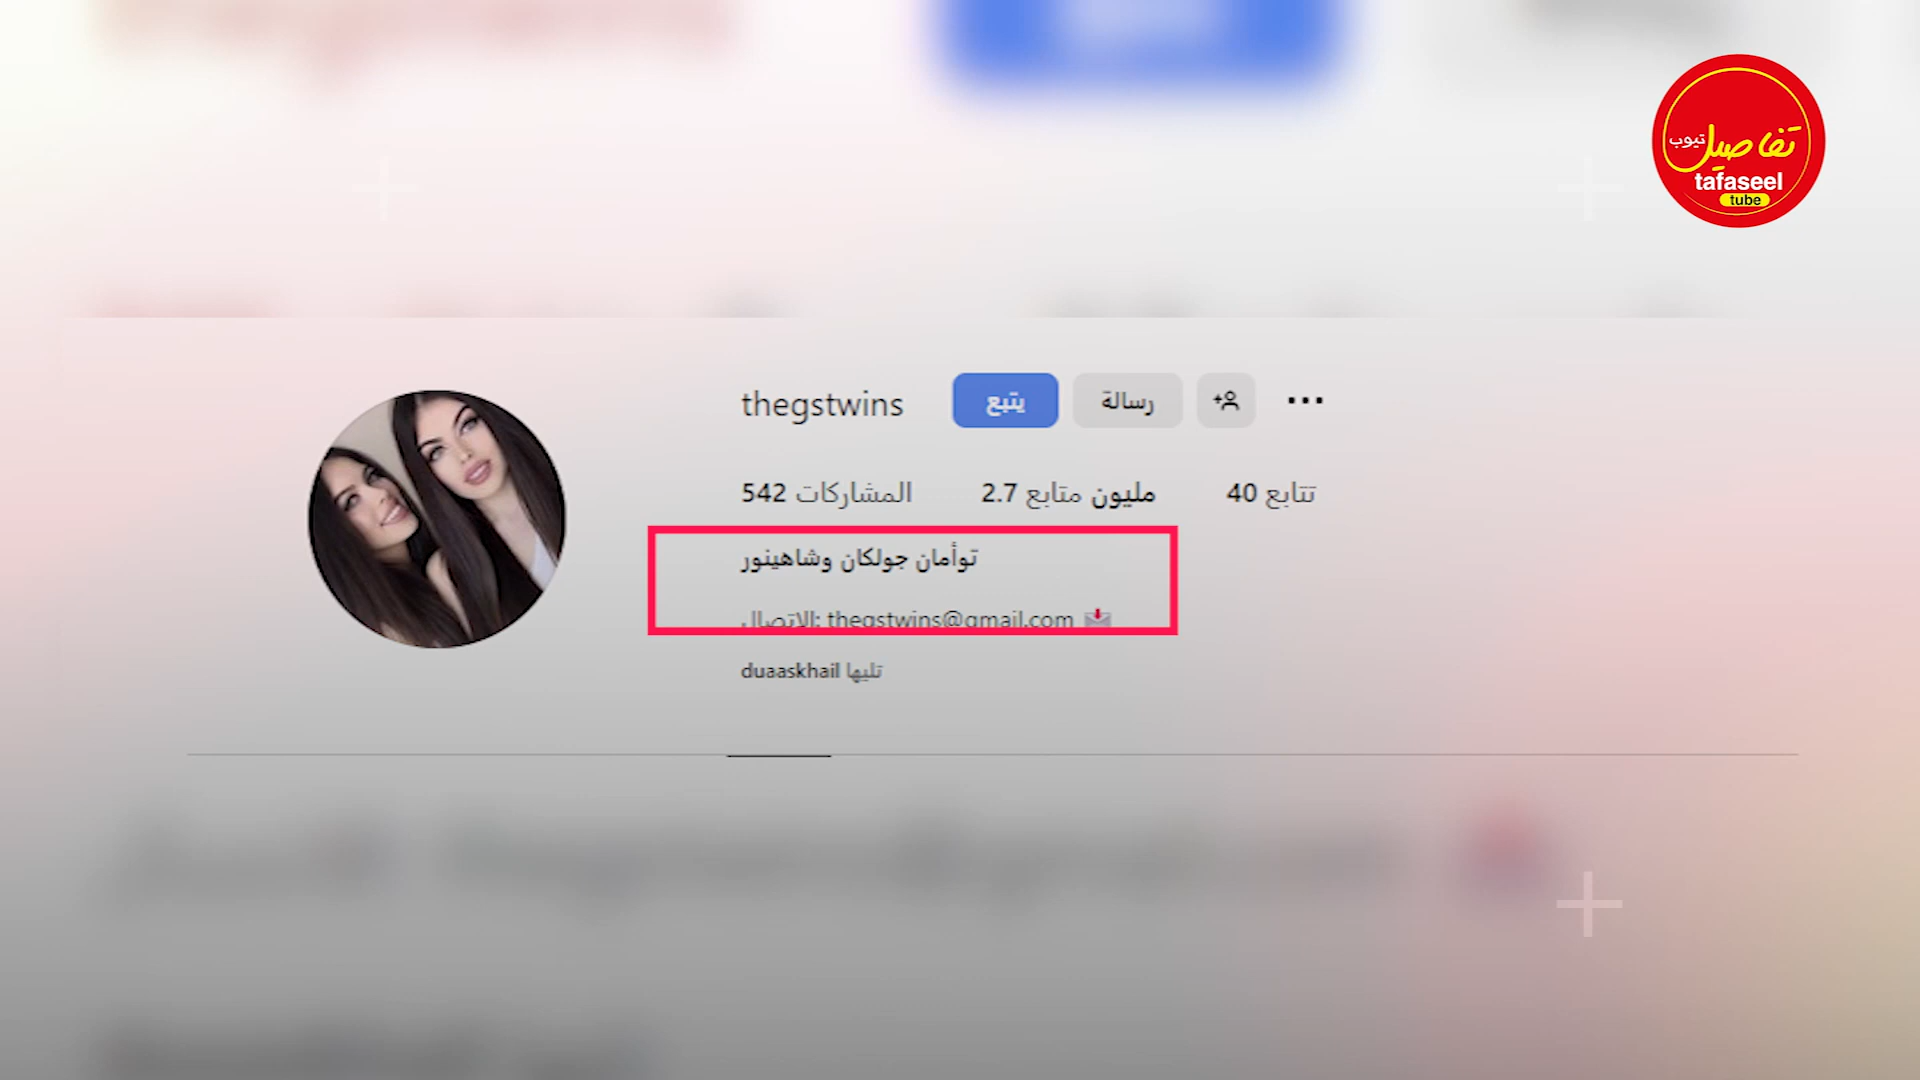 تفاصيل تيوب
tafaseel
tube
thegstwins يتبع رسالة
542 المشاركات 2.7 مليون متابع 40 تتابع
توأمان جولكان وشاهينور
الاتصال: thegstwins@gmail.com
duaaskhail تليها